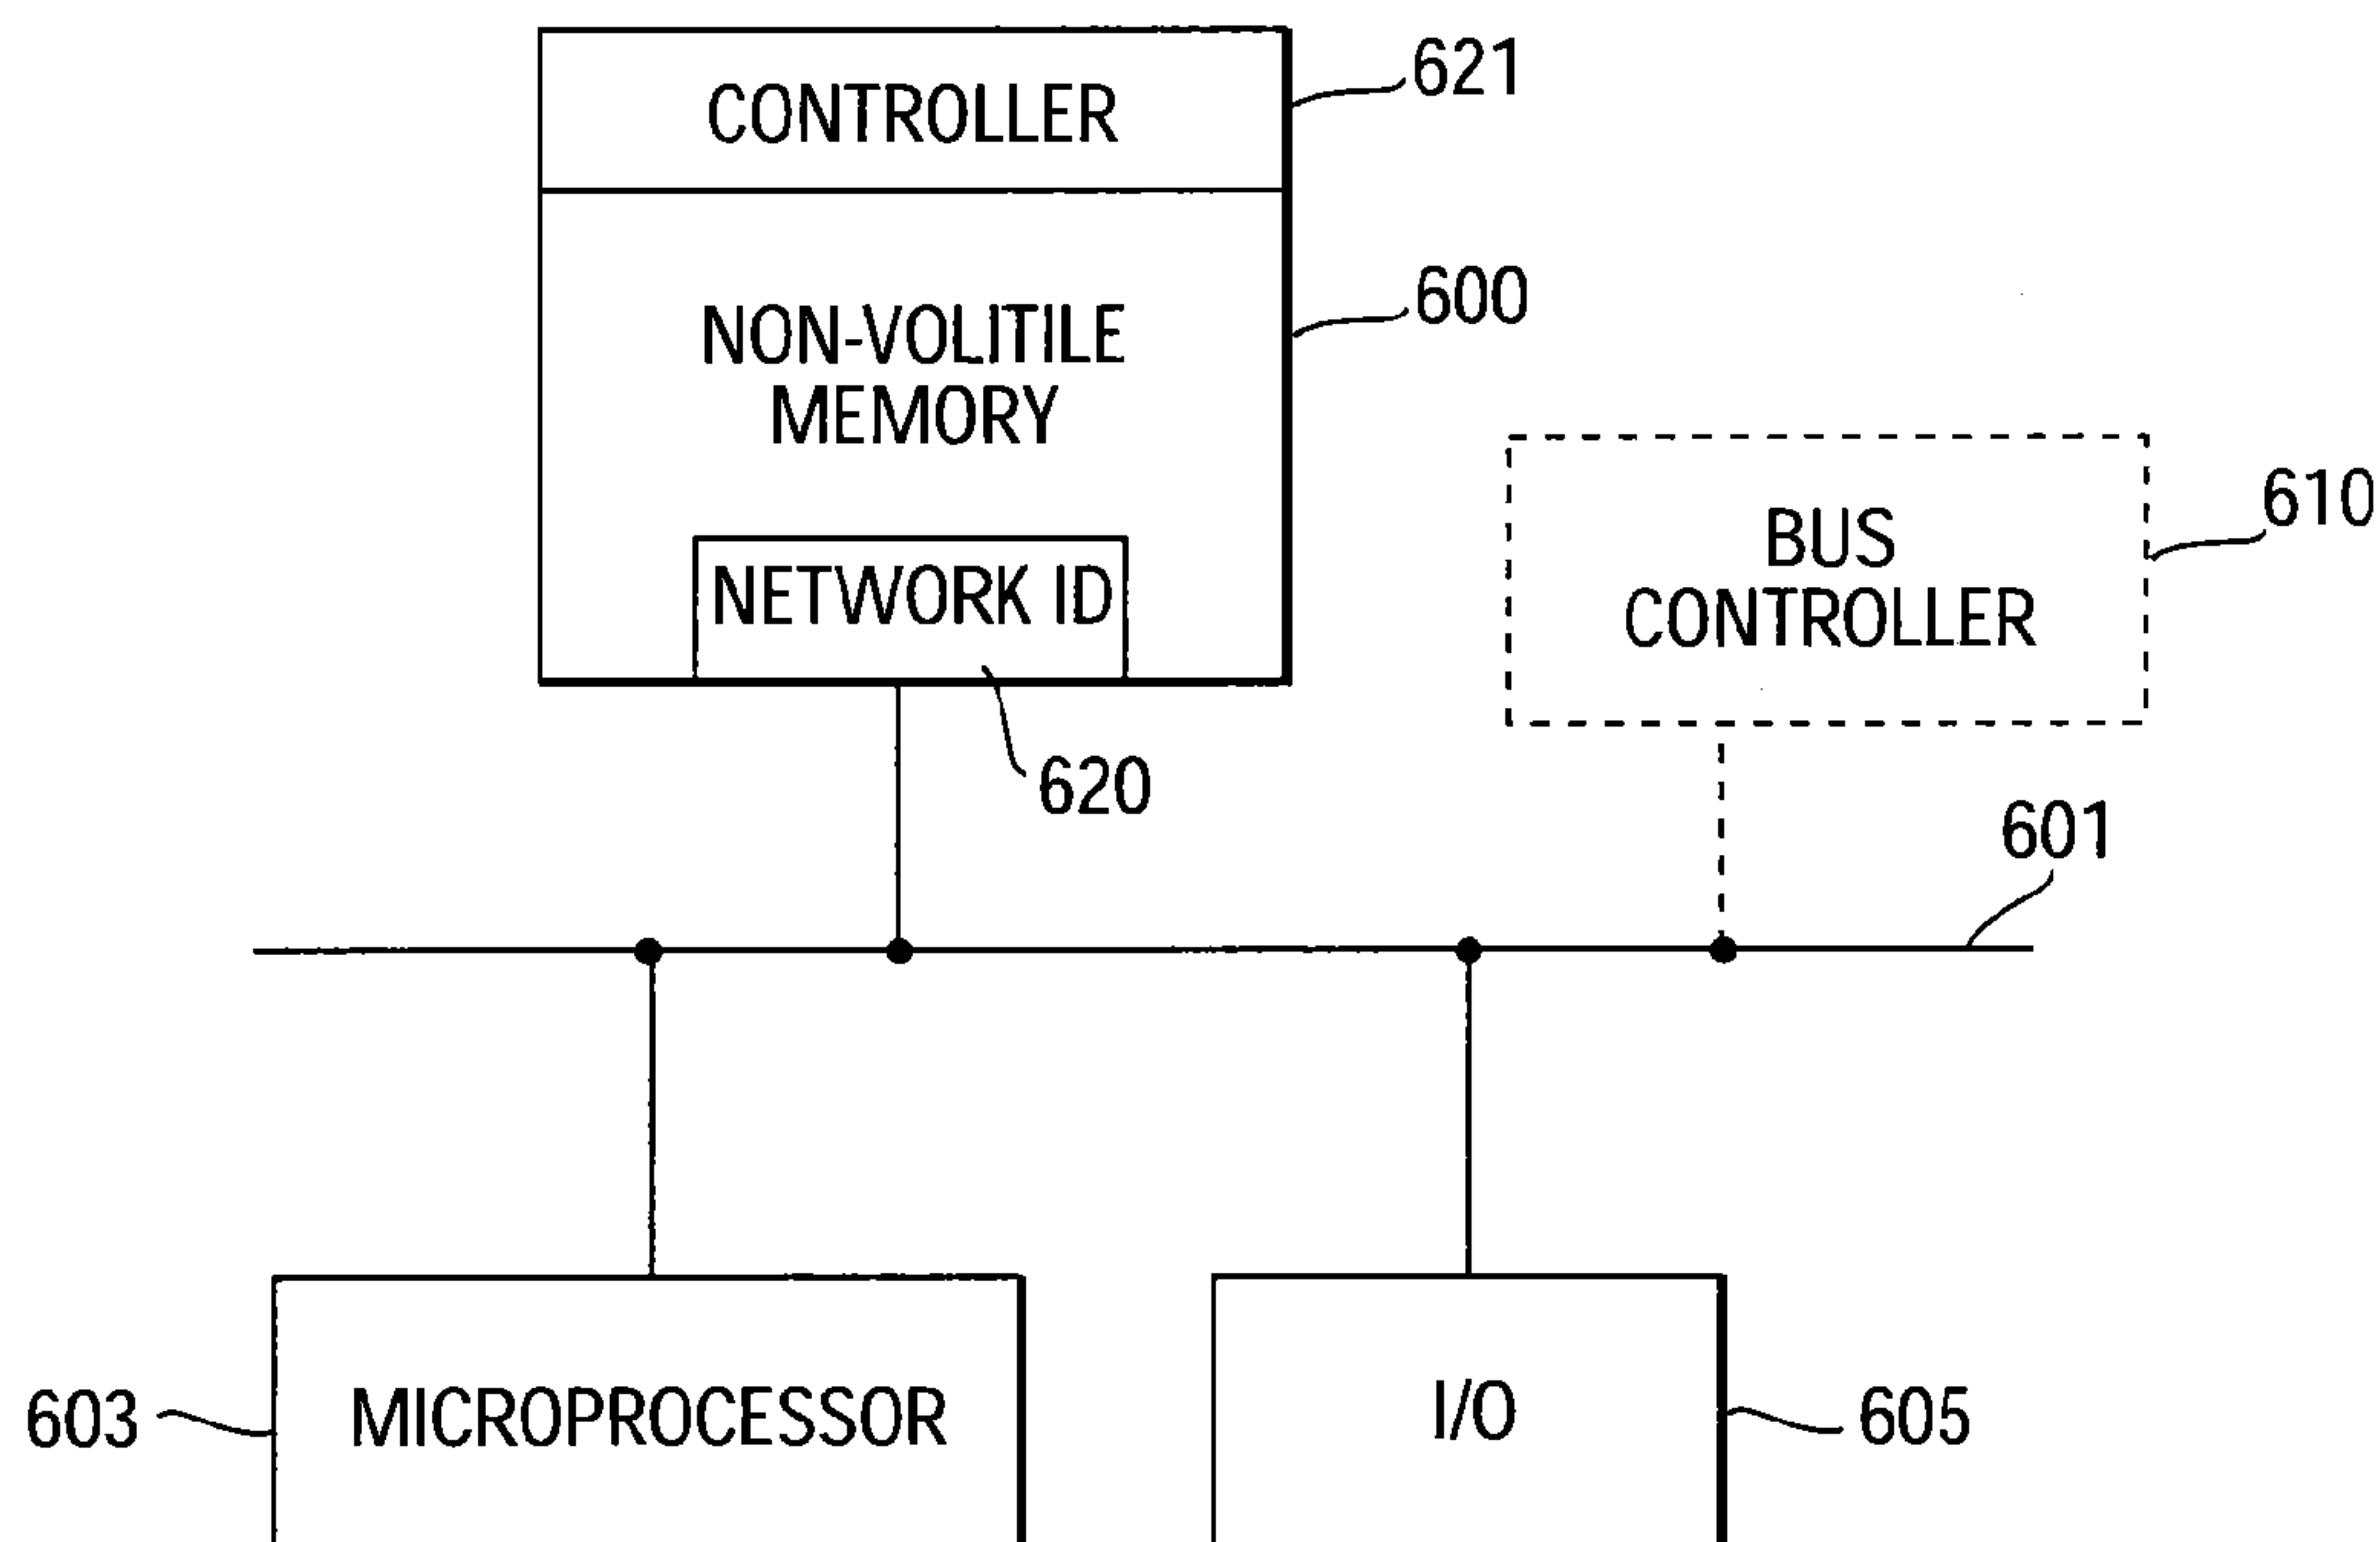 CONTROLLER
621
NON-VOLITILE
MEMORY
600
NETWORK ID
620
BUS
CONTROLLER
610
601
603
MICROPROCESSOR
I/O
605